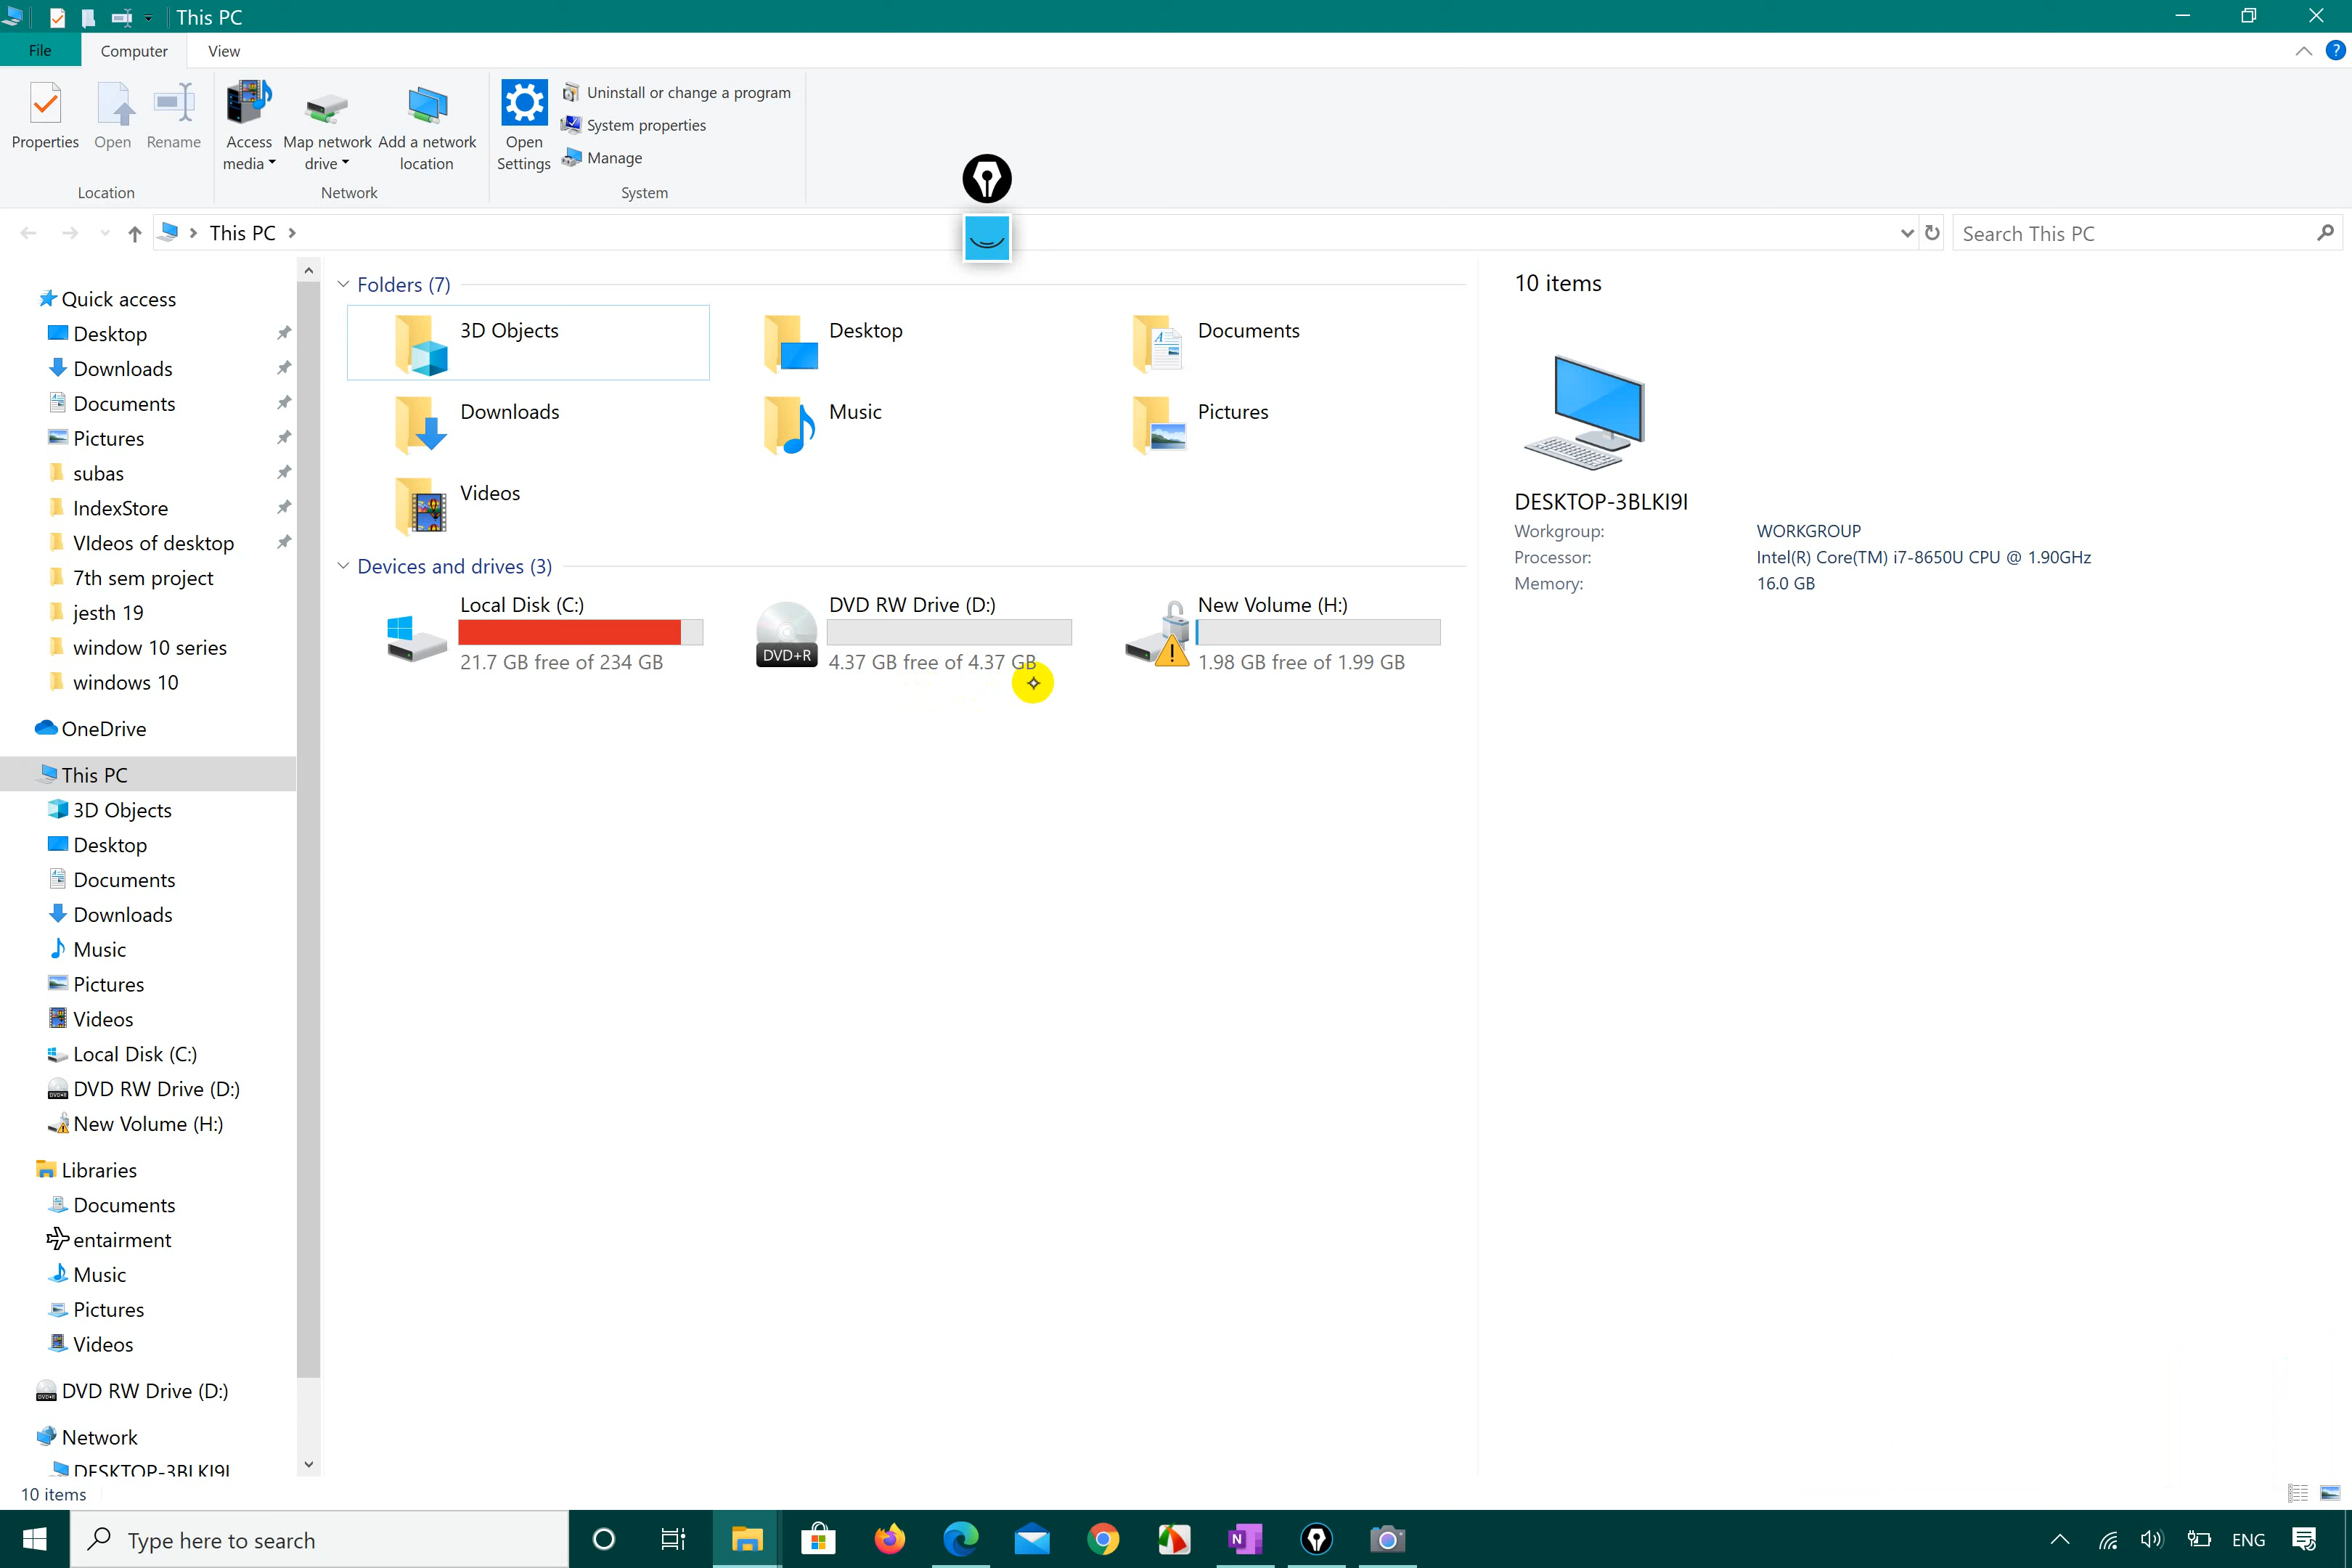 This PC
File
Computer
View
Properties
Open
Rename
Access
media
Map network
drive
Add a network
location
Open
Settings
Uninstall or change a program
System properties
Manage
Location
Network
System
This PC
Search This PC
Quick access
Desktop
Downloads
Documents
Pictures
subas
IndexStore
VIdeos of desktop
7th sem project
jesth 19
window 10 series
windows 10
OneDrive
This PC
3D Objects
Desktop
Documents
Downloads
Music
Pictures
Videos
Local Disk (C:)
DVD RW Drive (D:)
New Volume (H:)
Libraries
Documents
entairment
Music
Pictures
Videos
DVD RW Drive (D:)
Network
DESKTOP-3BLKI9I
10 items
Folders (7)
3D Objects
Desktop
Documents
Downloads
Music
Pictures
Videos
Devices and drives (3)
Local Disk (C:)
21.7 GB free of 234 GB
DVD+R
DVD RW Drive (D:)
4.37 GB free of 4.37 GB
New Volume (H:)
1.98 GB free of 1.99 GB
10 items
DESKTOP-3BLKI9I
Workgroup: WORKGROUP
Processor: Intel(R) Core(TM) i7-8650U CPU @ 1.90GHz
Memory: 16.0 GB
Type here to search
N
ENG